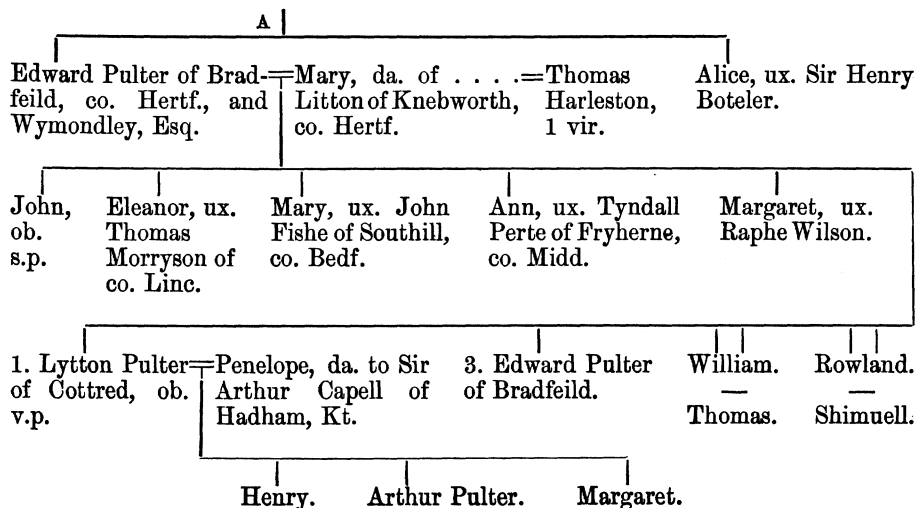 A
Edward Pulter of Brad-
feild, co. Hertf., and
Wymondley, Esq.
Mary, da. of . . . .
Litton of Knebworth,
co. Hertf.
Thomas
Harleston,
1 vir.
Alice, ux. Sir Henry
Boteler.
John,
ob.
s.p.
Eleanor, ux.
Thomas
Morryson of
co. Linc.
Mary, ux. John
Fishe of Southill,
co. Bedf.
Ann, ux. Tyndall
Perte of Fryherne,
co. Midd.
Margaret, ux.
Raphe Wilson.
1. Lytton Pulter
of Cottred, ob.
v.p.
Penelope, da. to Sir
Arthur Capell of
Hadham, Kt.
3. Edward Pulter
of Bradfeild.
William.
—
Thomas.
Rowland.
—
Shimuell.
Henry.
Arthur Pulter.
Margaret.